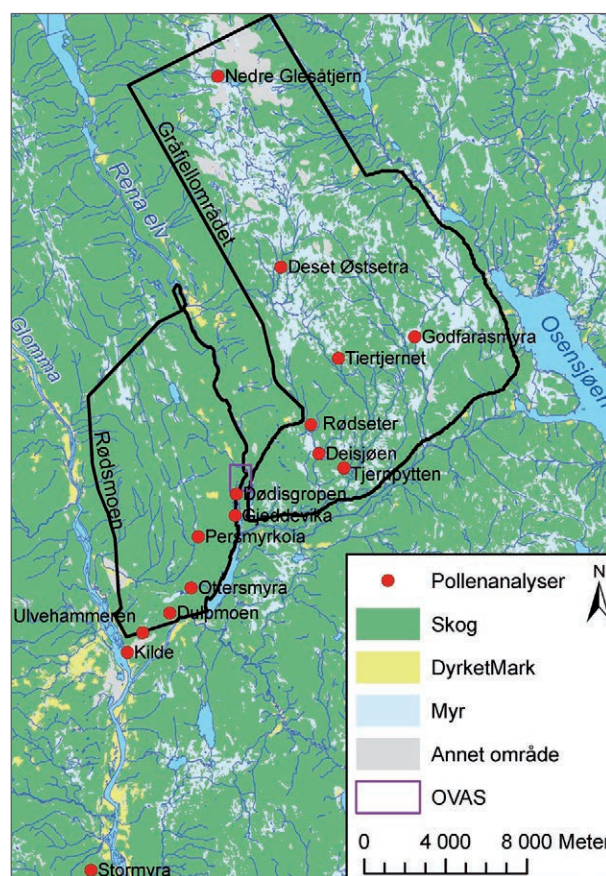 Nedre Glesåtjern
Gråfjellområdet
Rena elv
Deset Østsetra
Godfaråsmyra
Osensjøen
Tiertjernet
Glomma
Rødsmoen
Rødseter
Deisjøen
Tjernpytten
Dødisgropen
Gjeddevika
Persmyrkoia
Ottersmyra
Ulvehammeren
Dulpmoen
Kilde
Stormyra
N
Pollenanalyser
Skog
DyrketMark
Myr
Annet område
OVAS
0 4 000 8 000 Meter